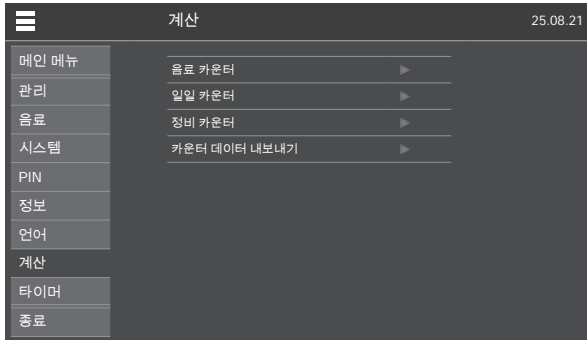 계산
25.08.21
메인 메뉴
관리
음료
시스템
PIN
정보
언어
계산
타이머
종료
음료 카운터
일일 카운터
정비 카운터
카운터 데이터 내보내기